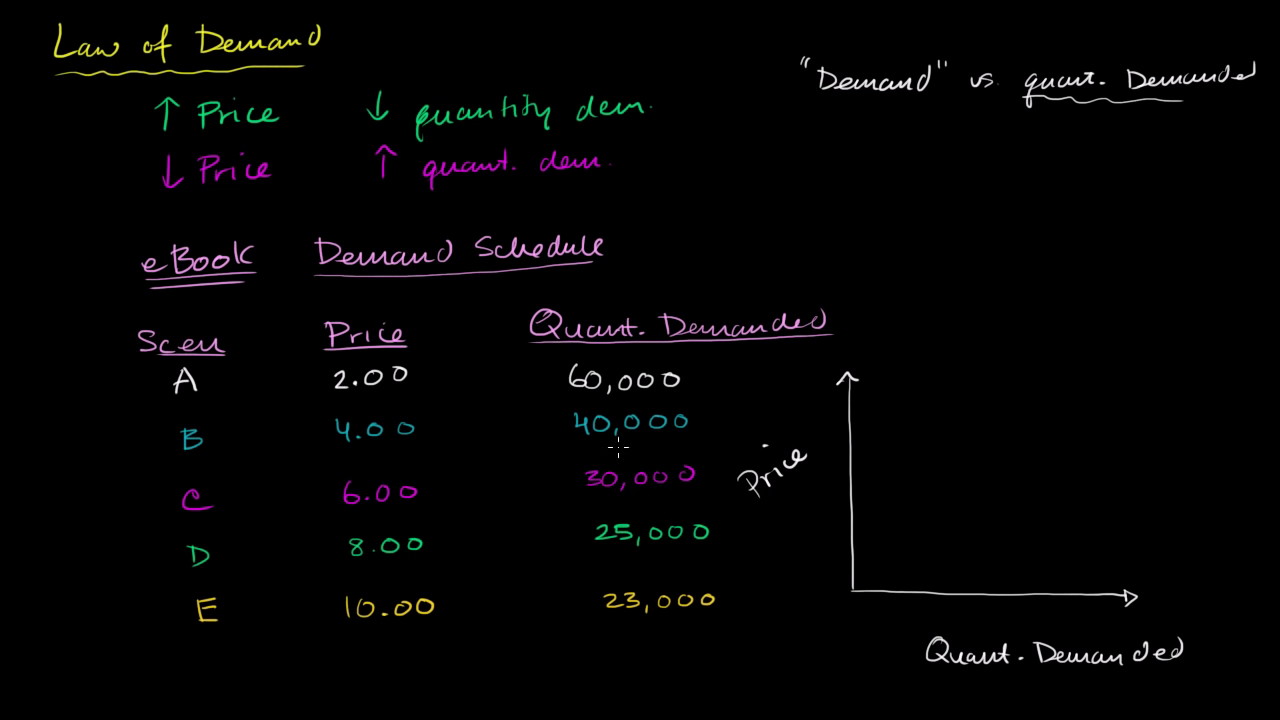 Law of Demand
"Demand" vs. quant. Demanded
↑ Price ↓ quantity dem.
↓ Price ↑ quant. dem.
eBook Demand Schedule
Scen Price Quant. Demanded
A 2.00 60,000
B 4.00 40,000
C 6.00 30,000
D 8.00 25,000
E 10.00 23,000
Price
Quant. Demanded